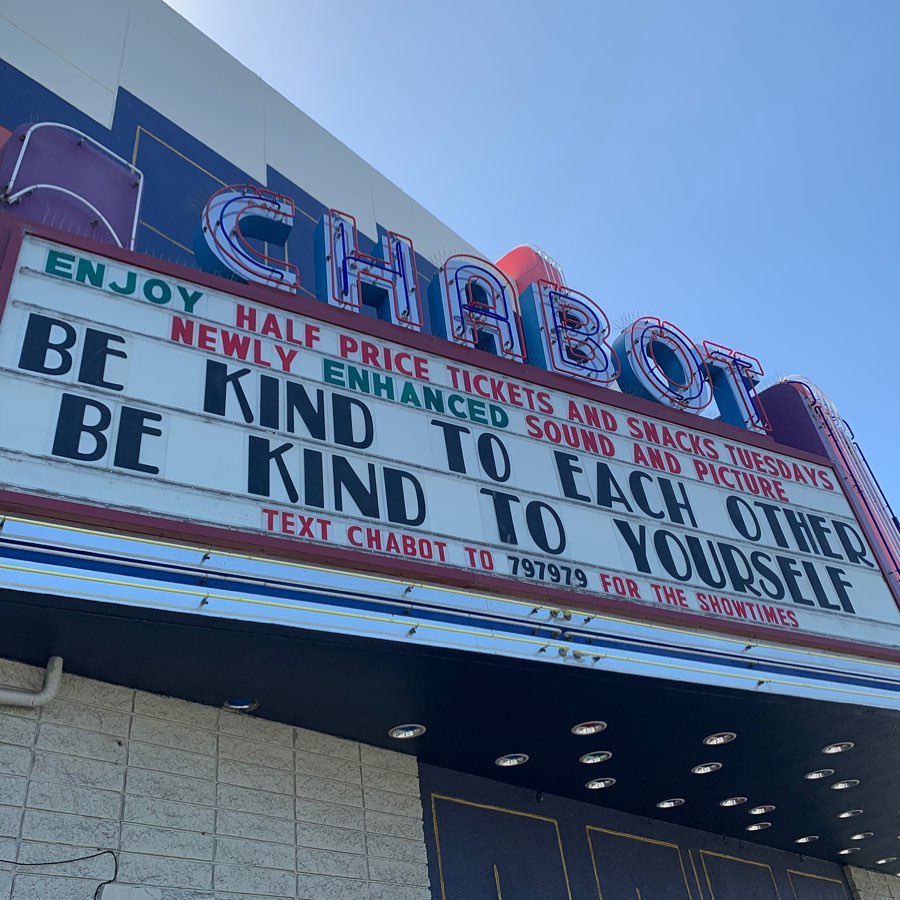 CHABOT
ENJOY HALF PRICE TICKETS AND SNACKS TUESDAYS
NEWLY ENHANCED SOUND AND PICTURE
BE KIND TO EACH OTHER
BE KIND TO YOURSELF
TEXT CHABOT TO 797979 FOR THE SHOWTIMES